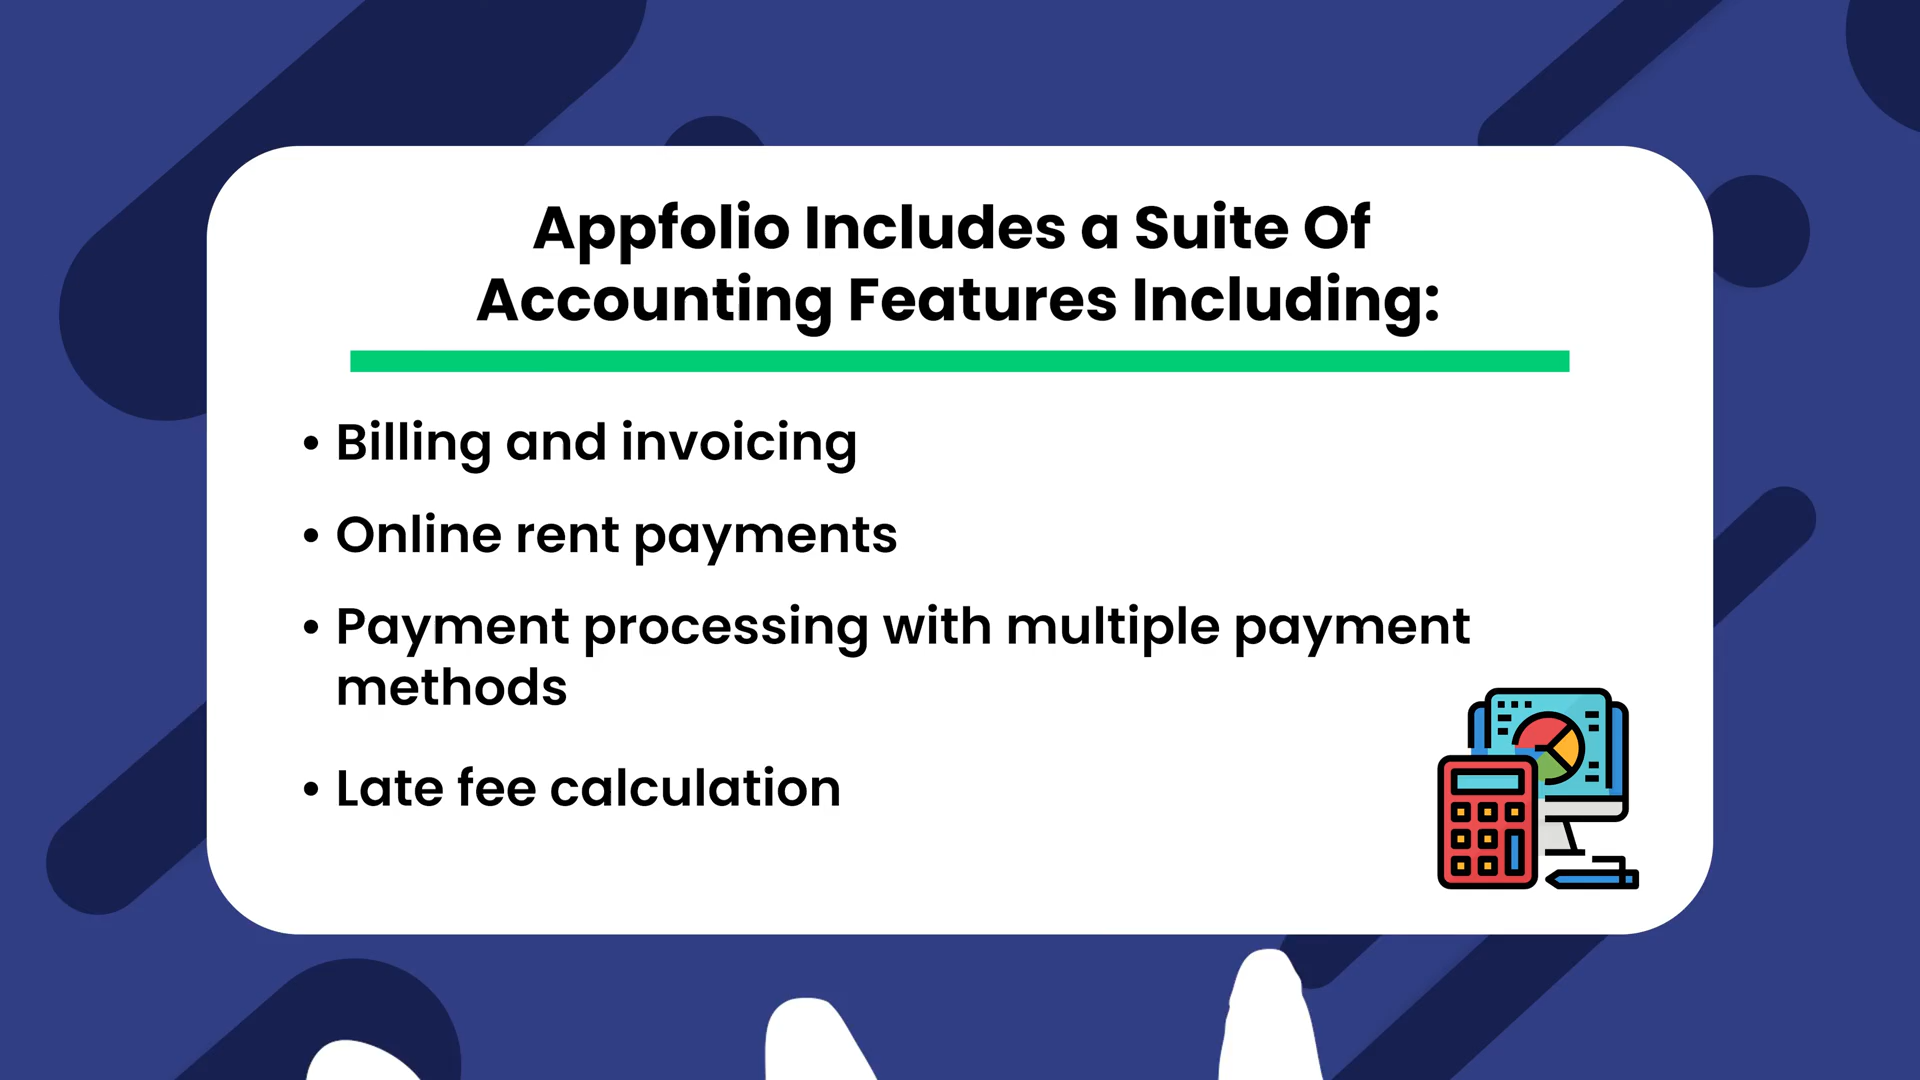 Appfolio Includes a Suite Of
Accounting Features Including:
• Billing and invoicing
• Online rent payments
• Payment processing with multiple payment
methods
• Late fee calculation